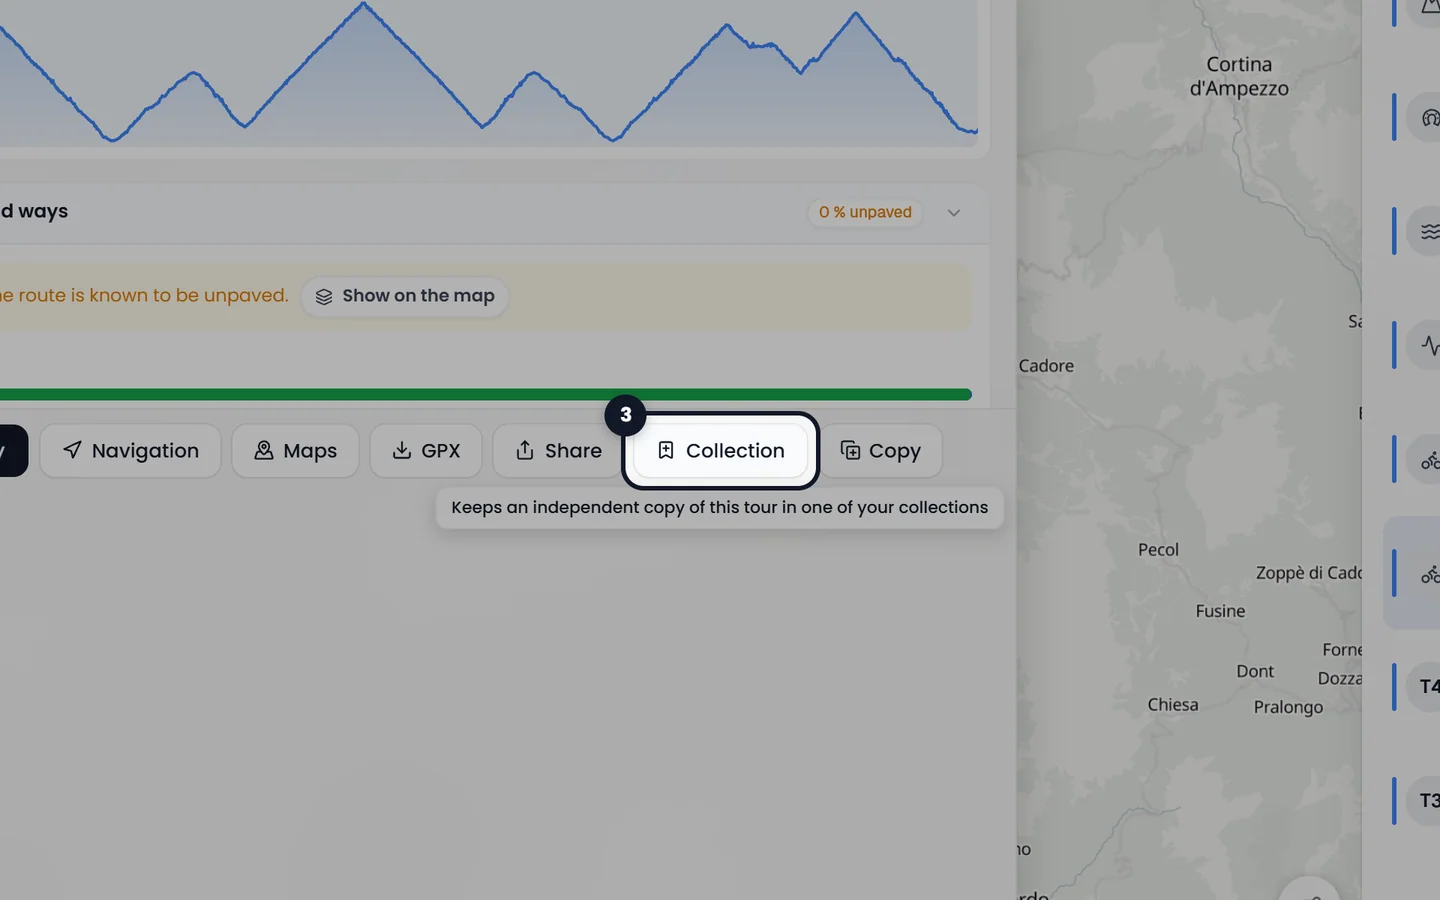 Cortina
d'Ampezzo
d ways
0 % unpaved
e route is known to be unpaved.
Show on the map
Cadore
3
Navigation
Maps
GPX
Share
Collection
Copy
Keeps an independent copy of this tour in one of your collections
Pecol
Zoppè di Cado
Fusine
Forne
Dont
Dozza
Chiesa
Pralongo
T4
T3